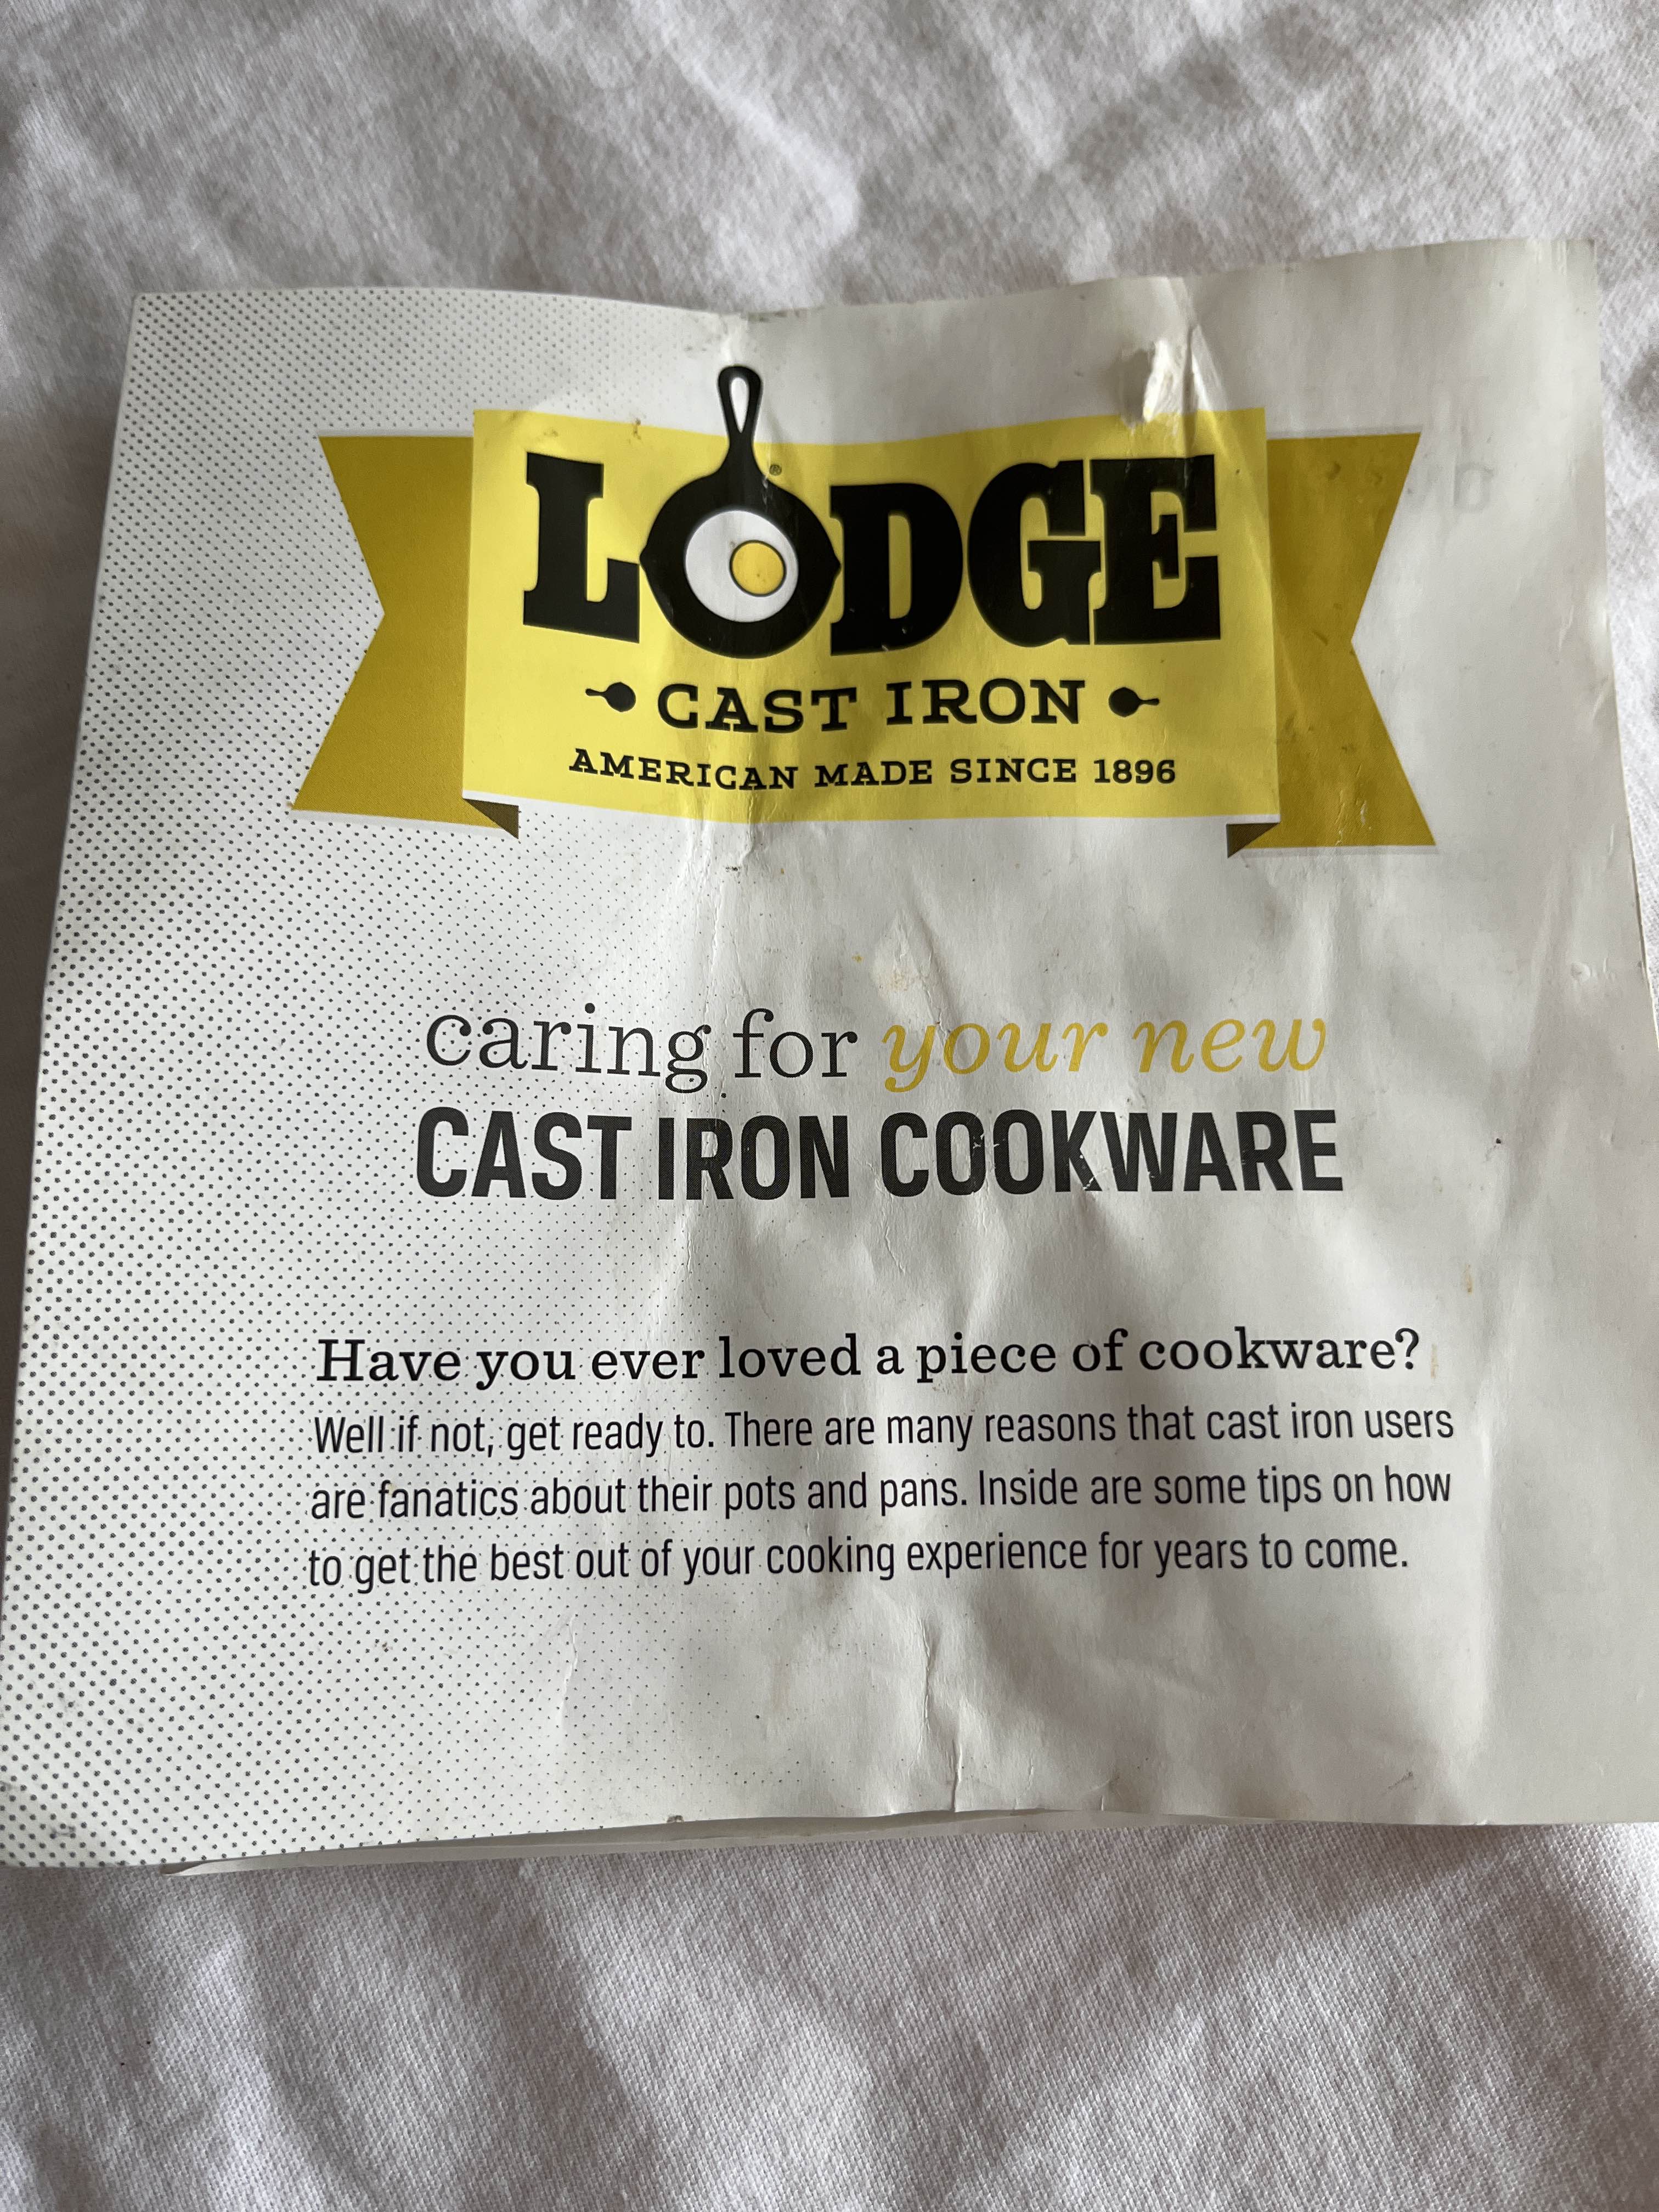 LODGE®
CAST IRON
AMERICAN MADE SINCE 1896
caring for your new
CAST IRON COOKWARE
Have you ever loved a piece of cookware?
Well if not, get ready to. There are many reasons that cast iron users
are fanatics about their pots and pans. Inside are some tips on how
to get the best out of your cooking experience for years to come.